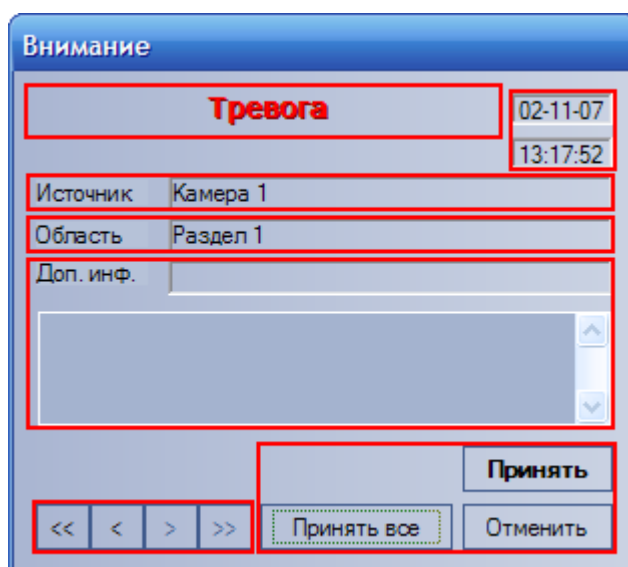 Внимание
Тревога
02-11-07
13:17:52
Источник Камера 1
Область Раздел 1
Доп. инф.
Принять
<< < > >> Принять все Отменить